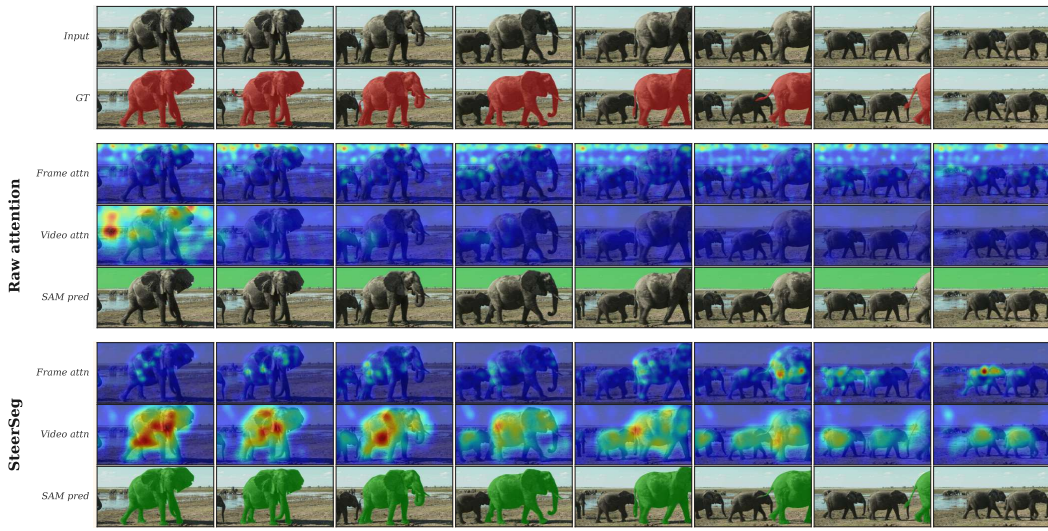 Input
GT
Raw attention
Frame attn
Video attn
SAM pred
SteerSeg
Frame attn
Video attn
SAM pred